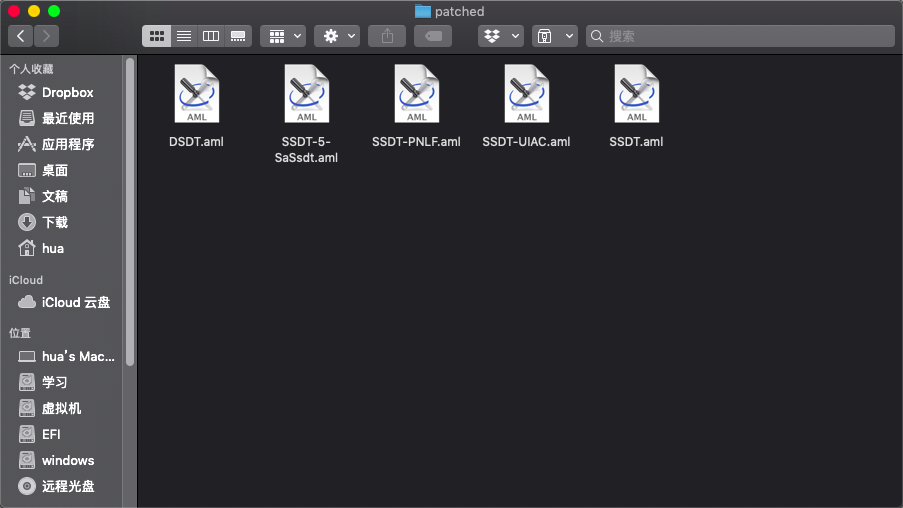 patched
搜索
个人收藏
Dropbox
最近使用
应用程序
桌面
文稿
下载
hua
iCloud
iCloud 云盘
位置
hua's Mac...
学习
虚拟机
EFI
windows
远程光盘
AML
AML
AML
AML
AML
DSDT.aml
SSDT-5-
SaSsdt.aml
SSDT-PNLF.aml
SSDT-UIAC.aml
SSDT.aml